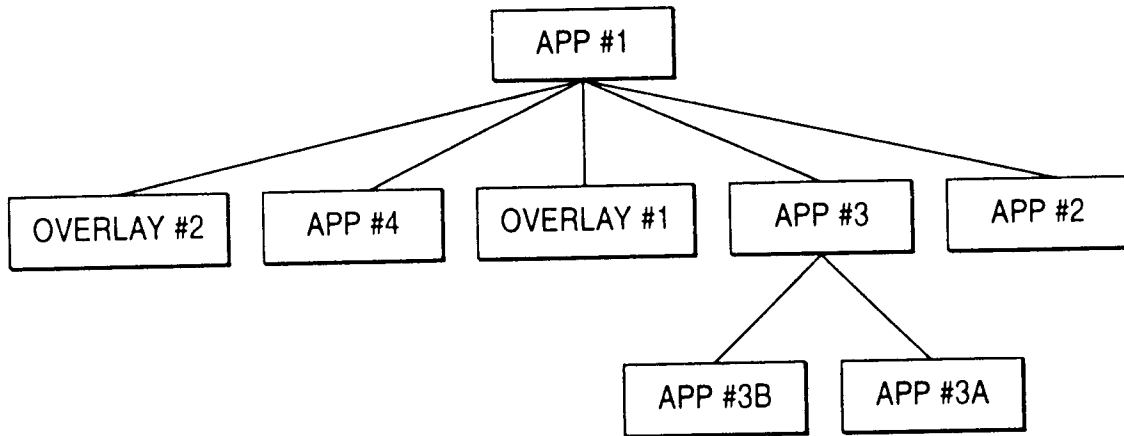 APP #1
OVERLAY #2
APP #4
OVERLAY #1
APP #3
APP #2
APP #3B
APP #3A